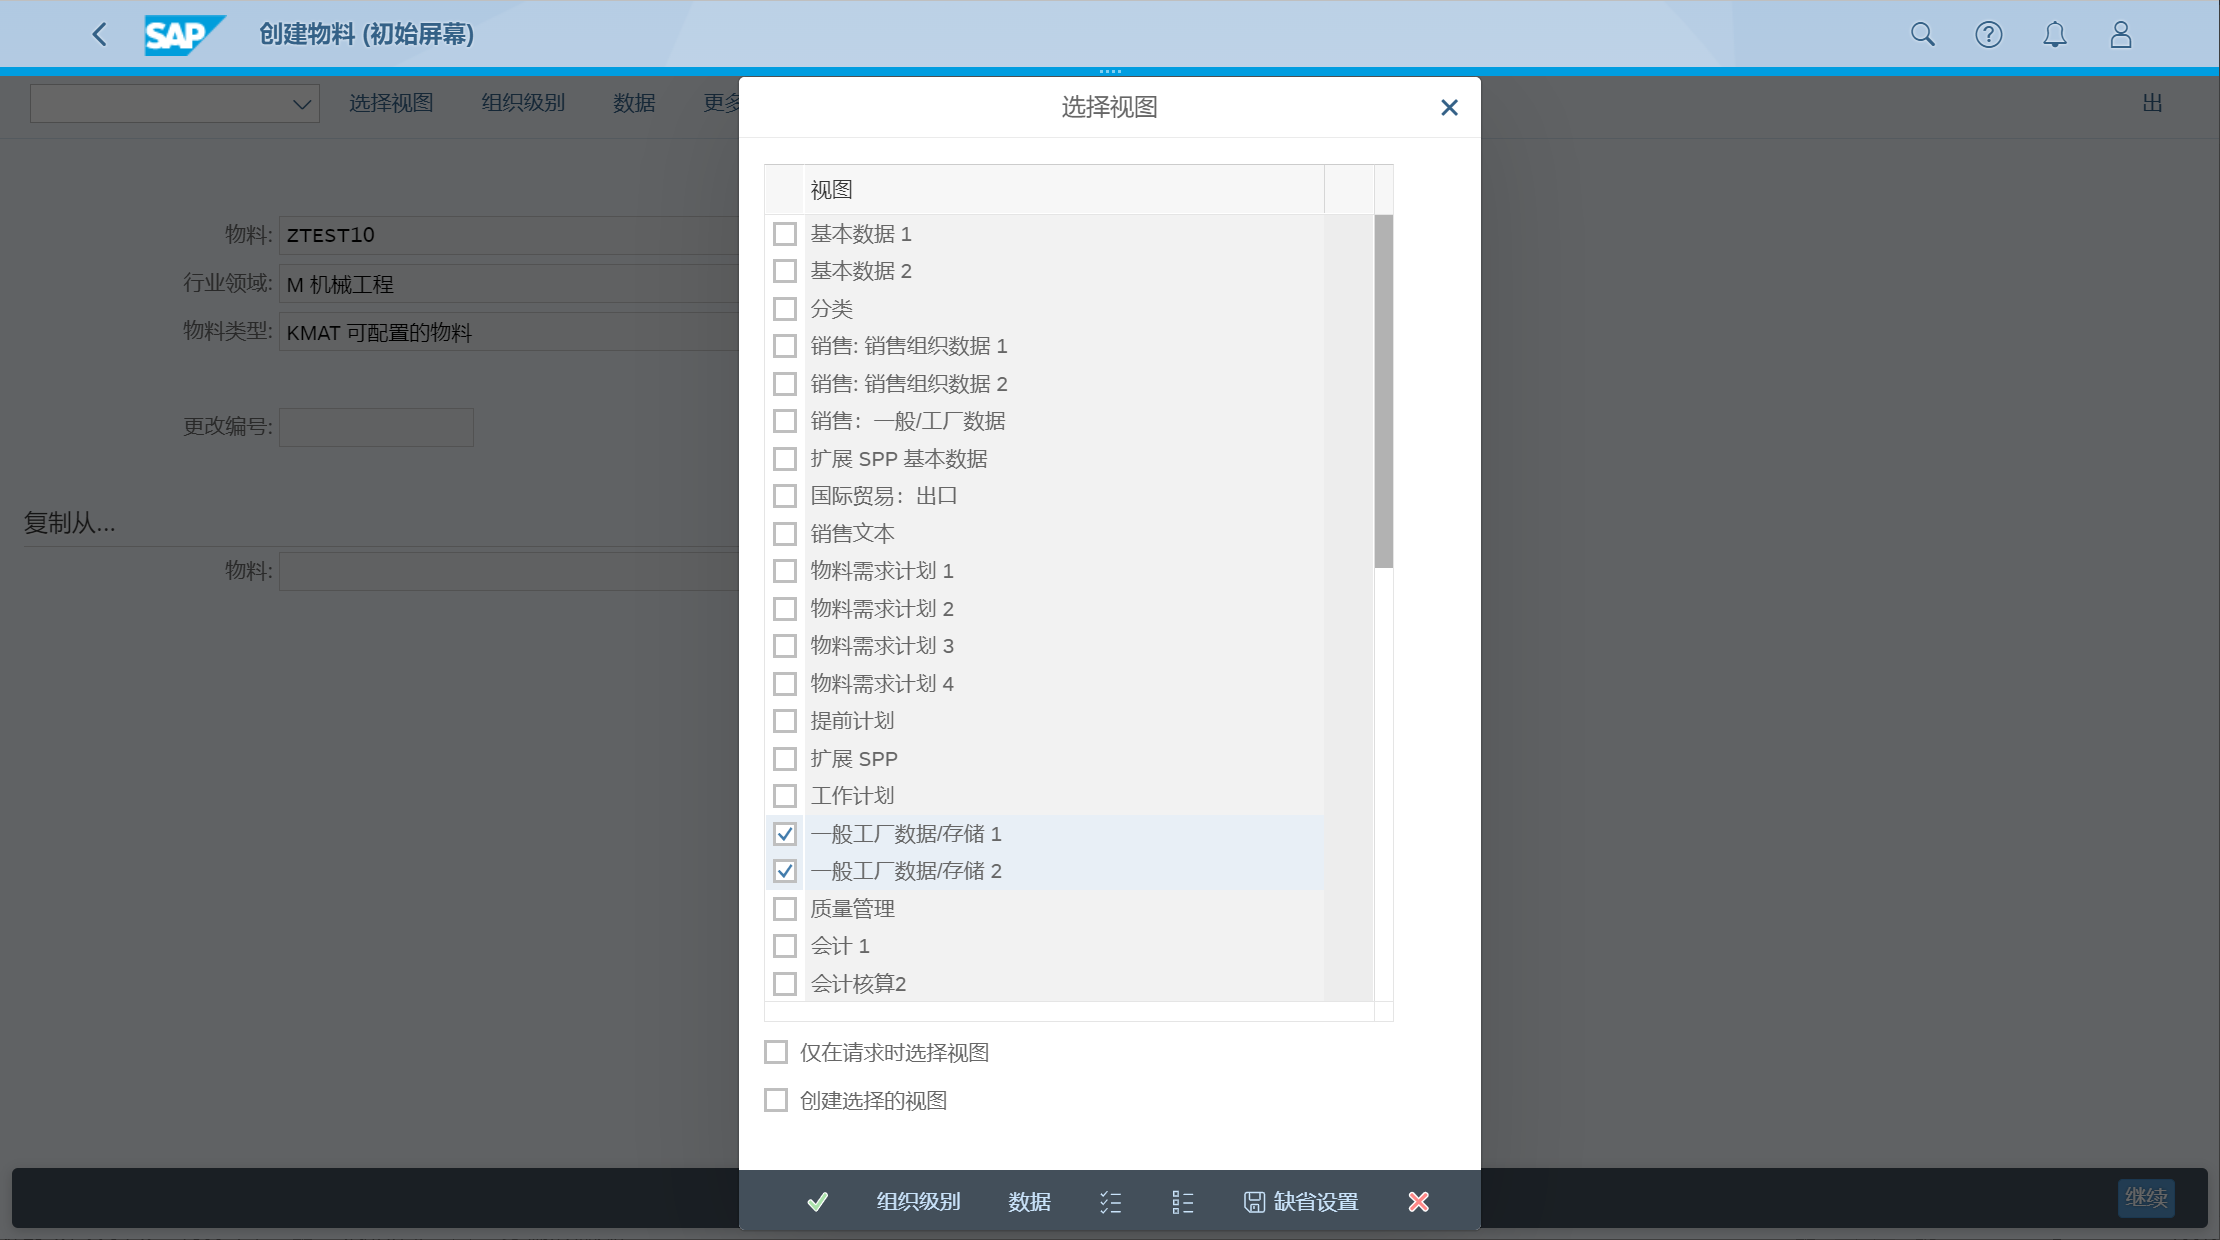 SAP 创建物料 (初始屏幕)
选择视图 组织级别 数据 更多
出
物料: ZTEST10
行业领域: M 机械工程
物料类型: KMAT 可配置的物料
更改编号:
复制从...
物料:
选择视图
视图
基本数据 1
基本数据 2
分类
销售: 销售组织数据 1
销售: 销售组织数据 2
销售：一般/工厂数据
扩展 SPP 基本数据
国际贸易：出口
销售文本
物料需求计划 1
物料需求计划 2
物料需求计划 3
物料需求计划 4
提前计划
扩展 SPP
工作计划
一般工厂数据/存储 1
一般工厂数据/存储 2
质量管理
会计 1
会计核算2
仅在请求时选择视图
创建选择的视图
组织级别 数据 缺省设置
继续